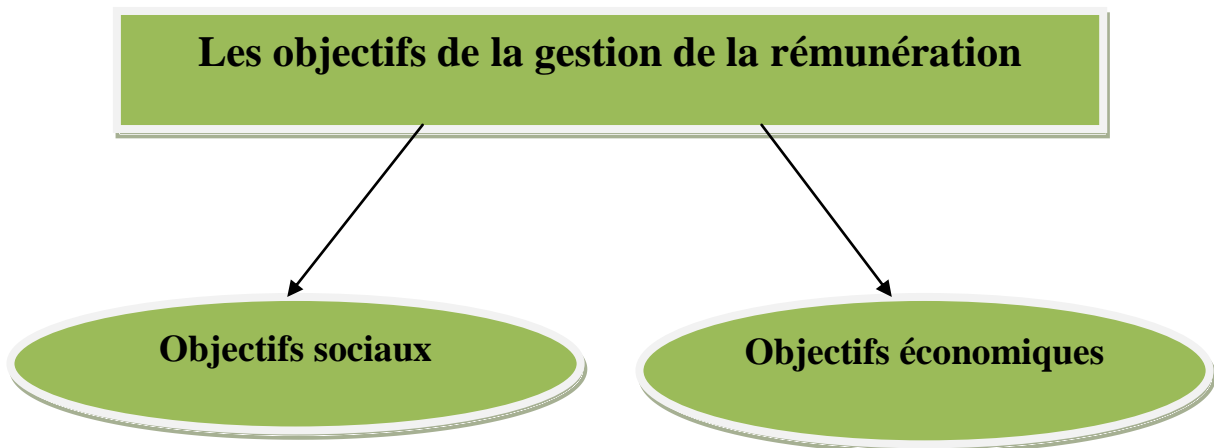 Les objectifs de la gestion de la rémunération
Objectifs sociaux
Objectifs économiques